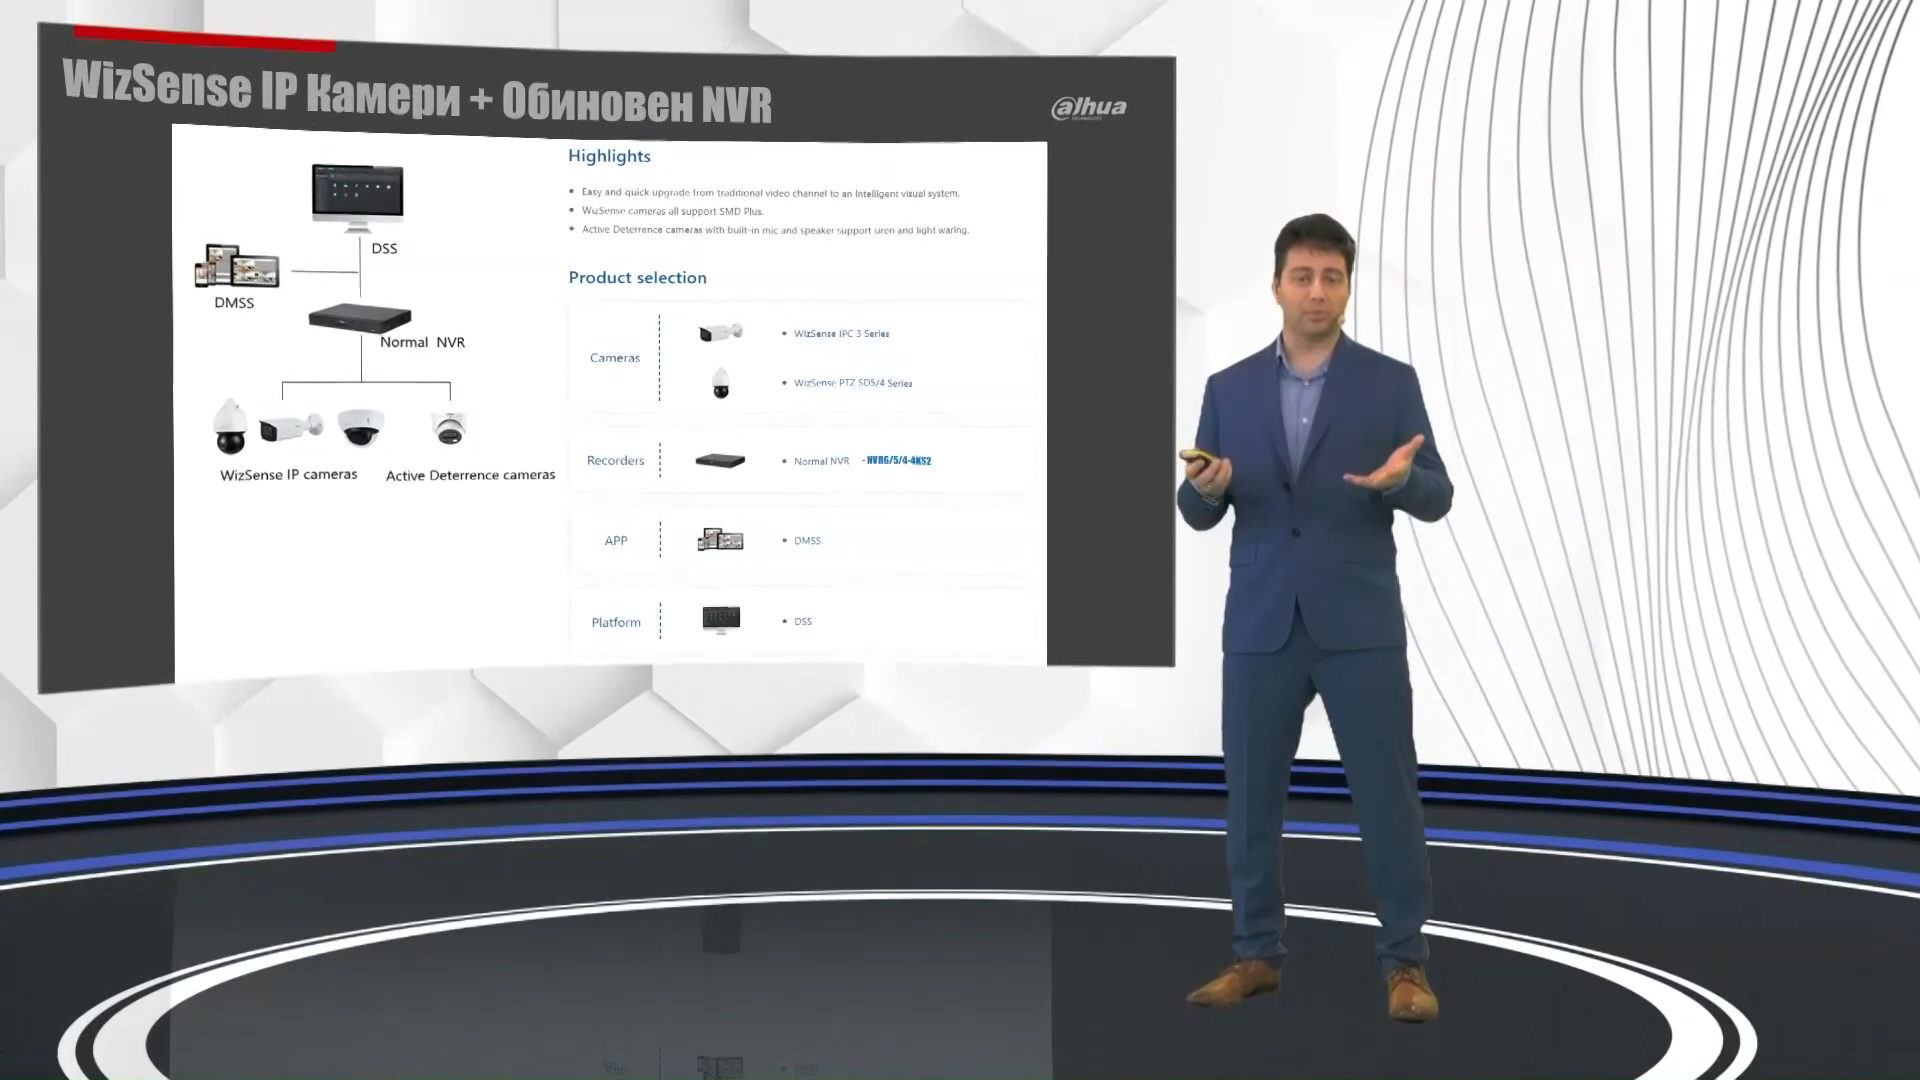 WizSense IP Камери + Обиновен NVR
alhua
TECHNOLOGY
DSS
DMSS
Normal NVR
WizSense IP cameras
Active Deterrence cameras
Highlights
• Easy and quick upgrade from traditional video channel to an intelligent visual system.
• WizSense cameras all support SMD Plus.
• Active Deterrence cameras with built-in mic and speaker support siren and light waring.
Product selection
Cameras
• WizSense IPC 3 Series
• WizSense PTZ SD5/4 Series
Recorders
• Normal NVR -NVR6/5/4-4KS2
APP
• DMSS
Platform
• DSS